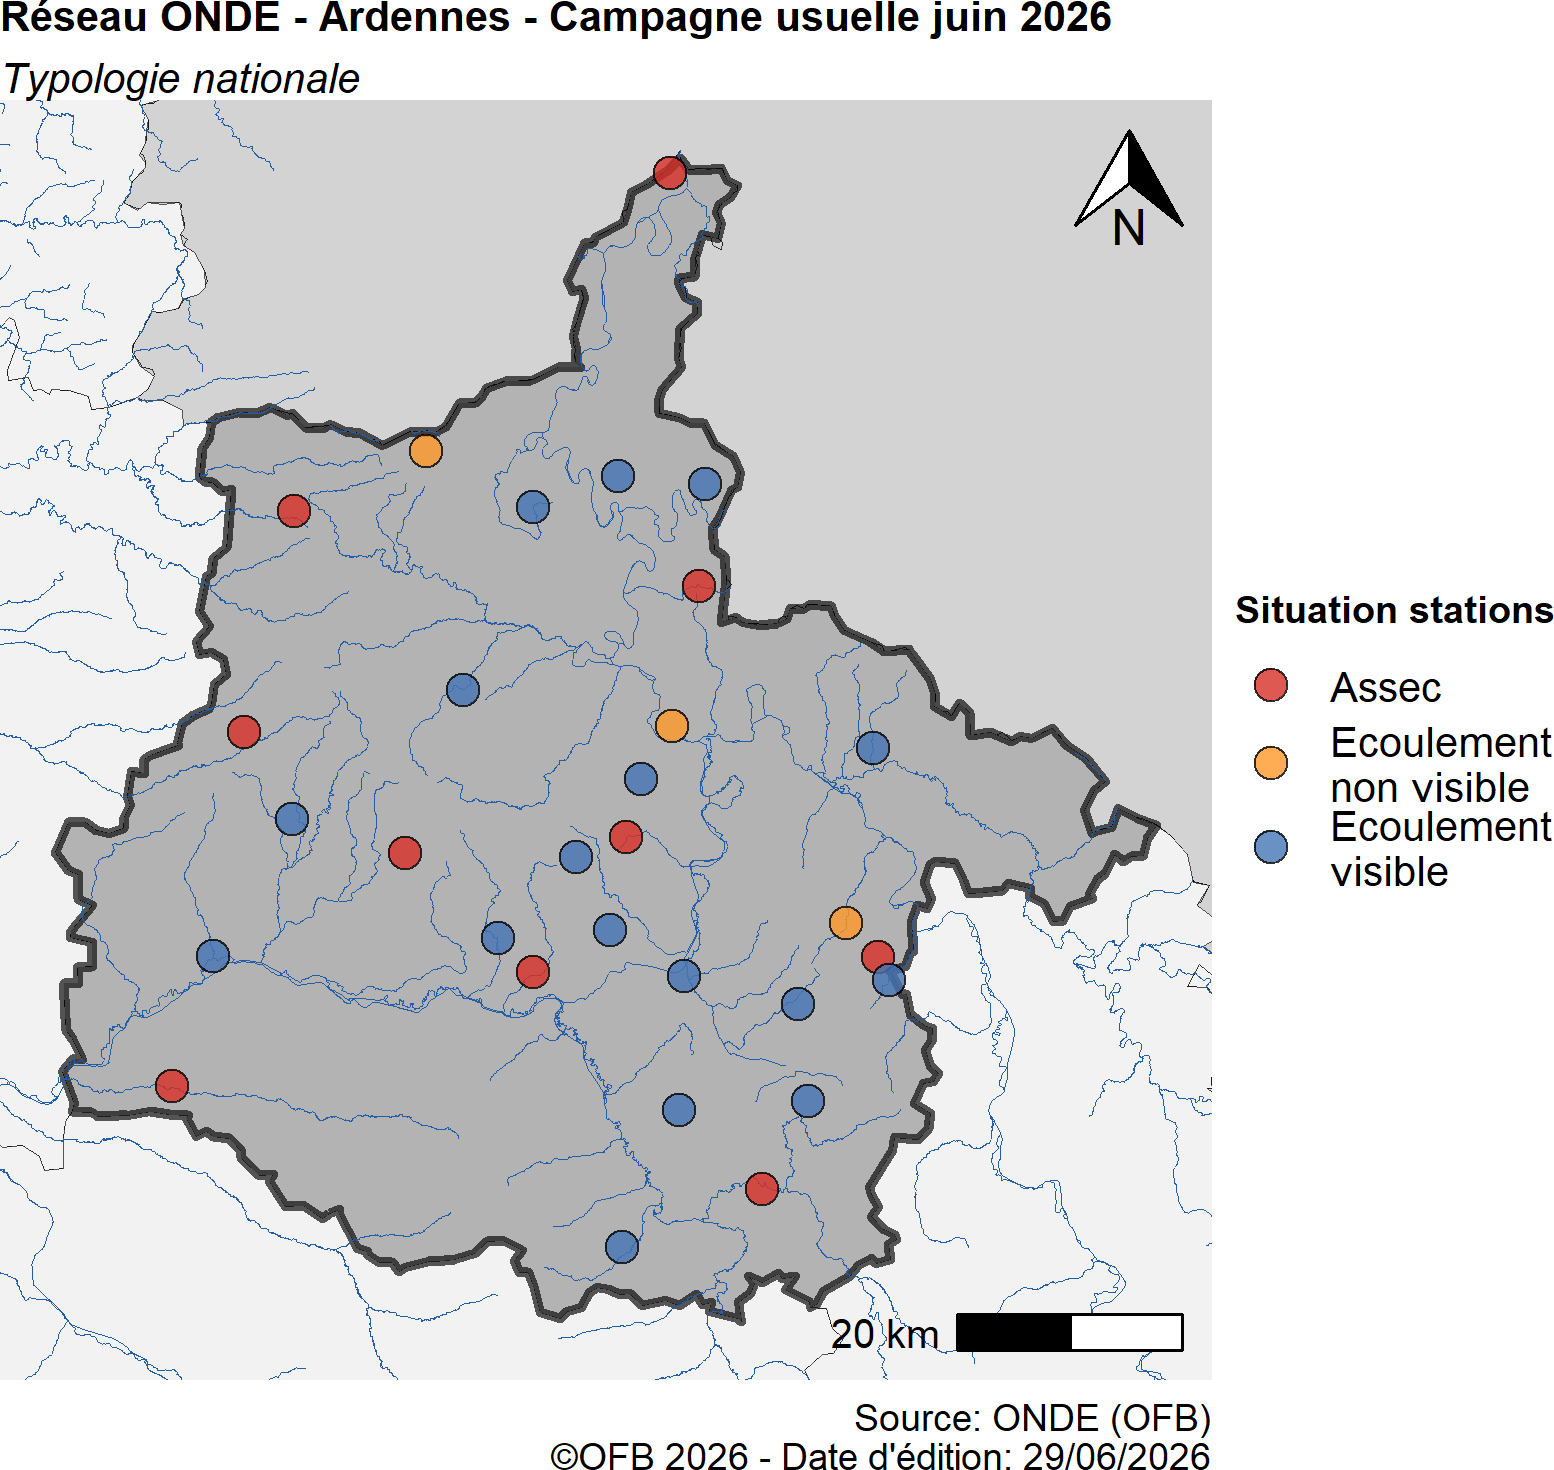 Réseau ONDE - Ardennes - Campagne usuelle juin 2026
Typologie nationale
N
Situation stations
Assec
Ecoulement
non visible
Ecoulement
visible
20 km
Source: ONDE (OFB)
©OFB 2026 - Date d'édition: 29/06/2026